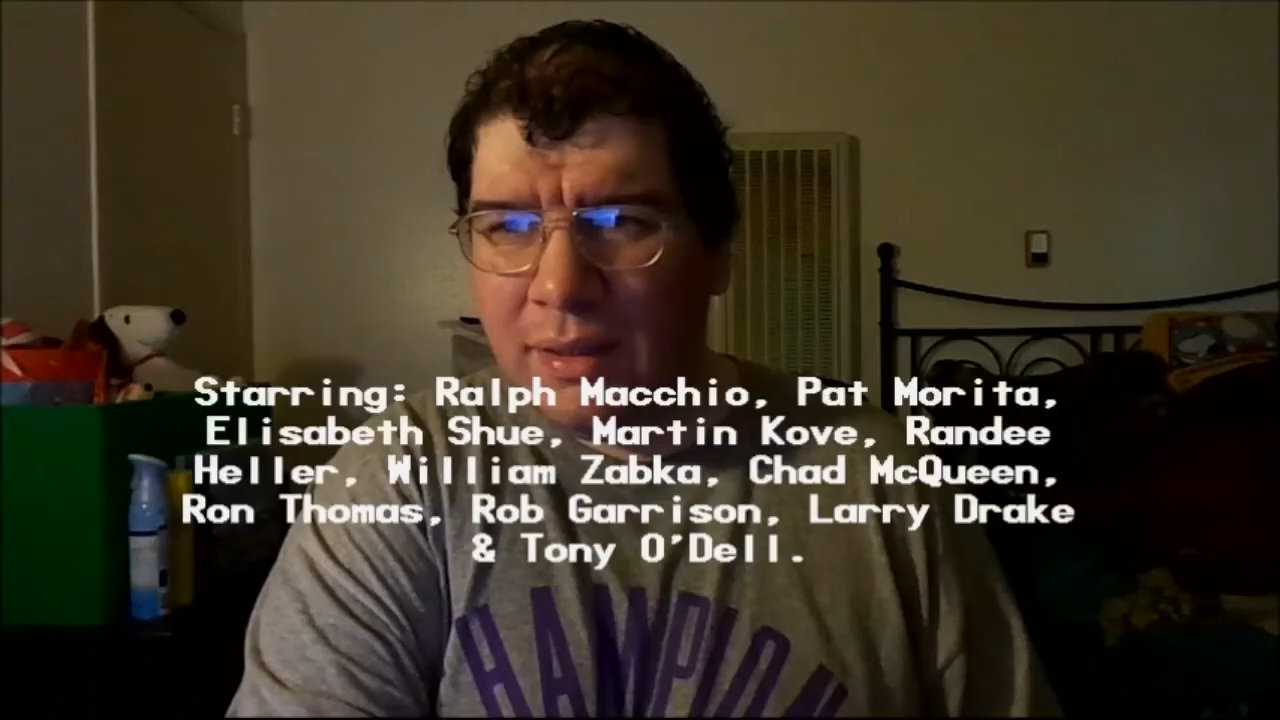 Starring: Ralph Macchio, Pat Morita,
Elisabeth Shue, Martin Kove, Randee
Heller, William Zabka, Chad McQueen,
Ron Thomas, Rob Garrison, Larry Drake
& Tony O'Dell.
HAMPION